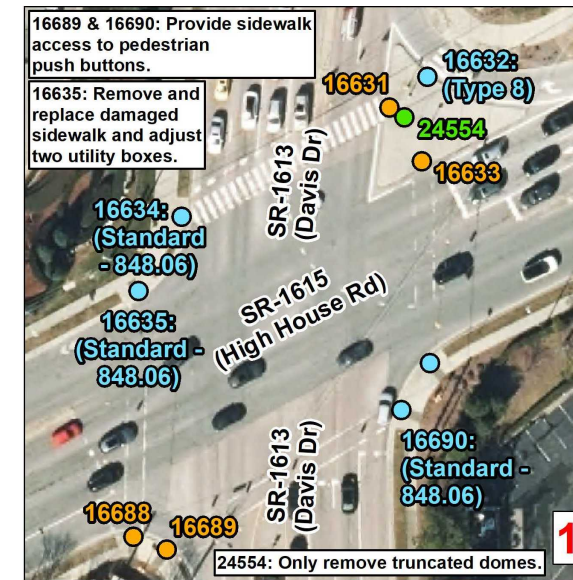 16689 & 16690: Provide sidewalk
access to pedestrian
push buttons.
16635: Remove and
replace damaged
sidewalk and adjust
two utility boxes.
16632:
(Type 8)
16631
24554
16633
SR-1613
(Davis Dr)
16634:
(Standard
- 848.06)
SR-1615
(High House Rd)
16635:
(Standard -
848.06)
16690:
(Standard -
848.06)
SR-1613
(Davis Dr)
16688
16689
1
24554: Only remove truncated domes.